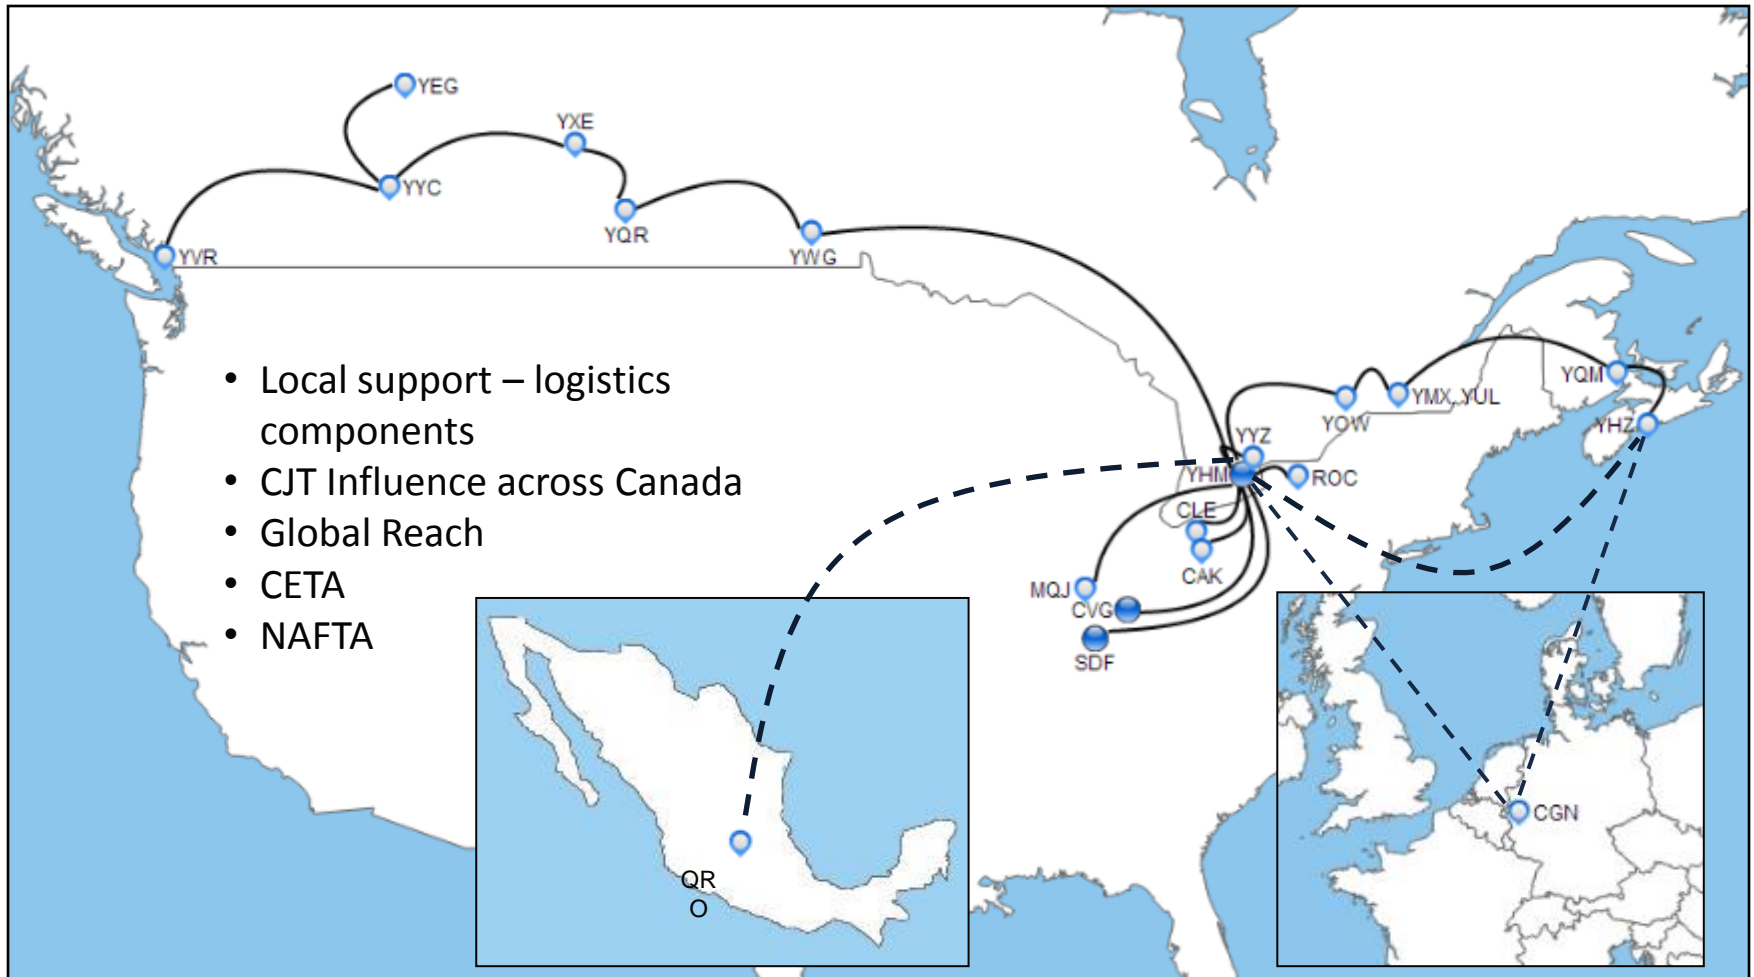 YEG
YXE
YYC
YQR
YVR
YWG
• Local support – logistics
components
• CJT Influence across Canada
• Global Reach
• CETA
• NAFTA
YQM
YMX, YUL
YOW
YHZ
YYZ
YHM
ROC
CLE
CAK
MQJ
CVG
SDF
CGN
QR
O